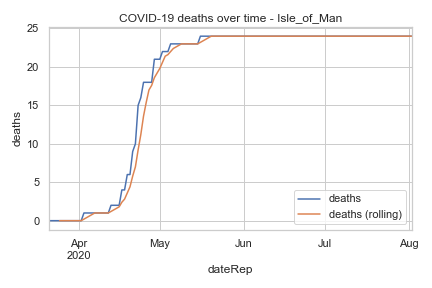 COVID-19 deaths over time - Isle_of_Man
deaths
25
20
15
10
5
0
Apr
2020
May
Jun
Jul
Aug
dateRep
deaths
deaths (rolling)